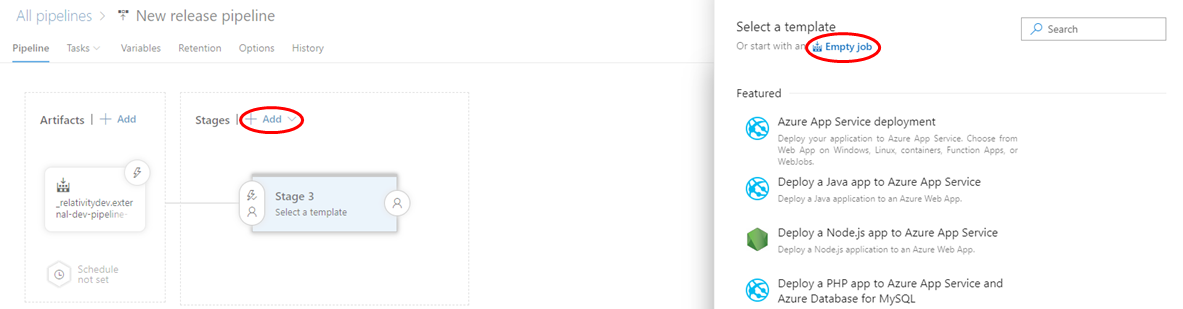 All pipelines > New release pipeline
Pipeline Tasks Variables Retention Options History
Artifacts | + Add
Stages | + Add
_relativitydev.exter
nal-dev-pipeline-
Schedule
not set
Stage 3
Select a template
Select a template
Or start with an Empty job
Search
Featured
Azure App Service deployment
Deploy your application to Azure App Service. Choose from
Web App on Windows, Linux, containers, Function Apps, or
WebJobs.
Deploy a Java app to Azure App Service
Deploy a Java application to an Azure Web App.
Deploy a Node.js app to Azure App Service
Deploy a Node.js application to an Azure Web App.
Deploy a PHP app to Azure App Service and
Azure Database for MySQL